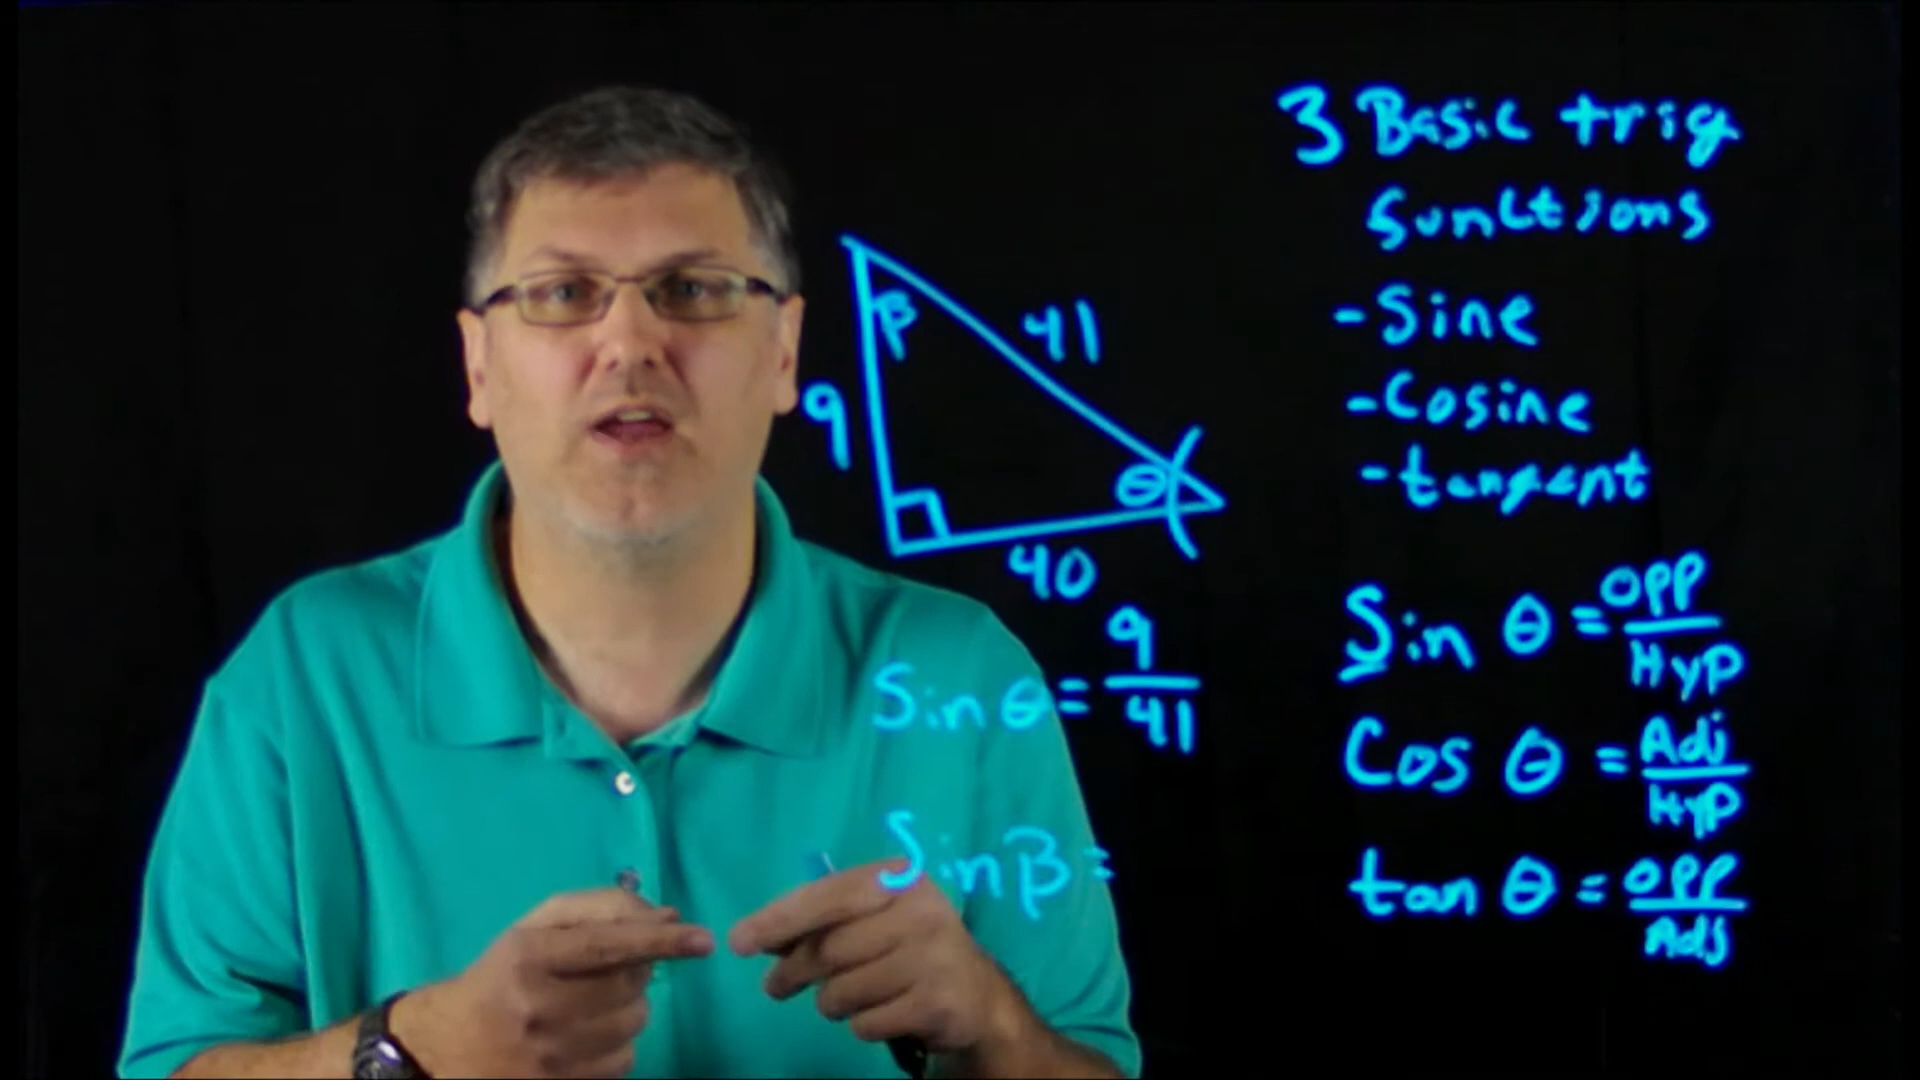 3 Basic trig
functions
- Sine
- Cosine
- tangent
β
41
9
θ
40
Sin θ = 9/41
Sin β =
Sin θ = opp/Hyp
Cos θ = Adj/Hyp
tan θ = opp/Adj